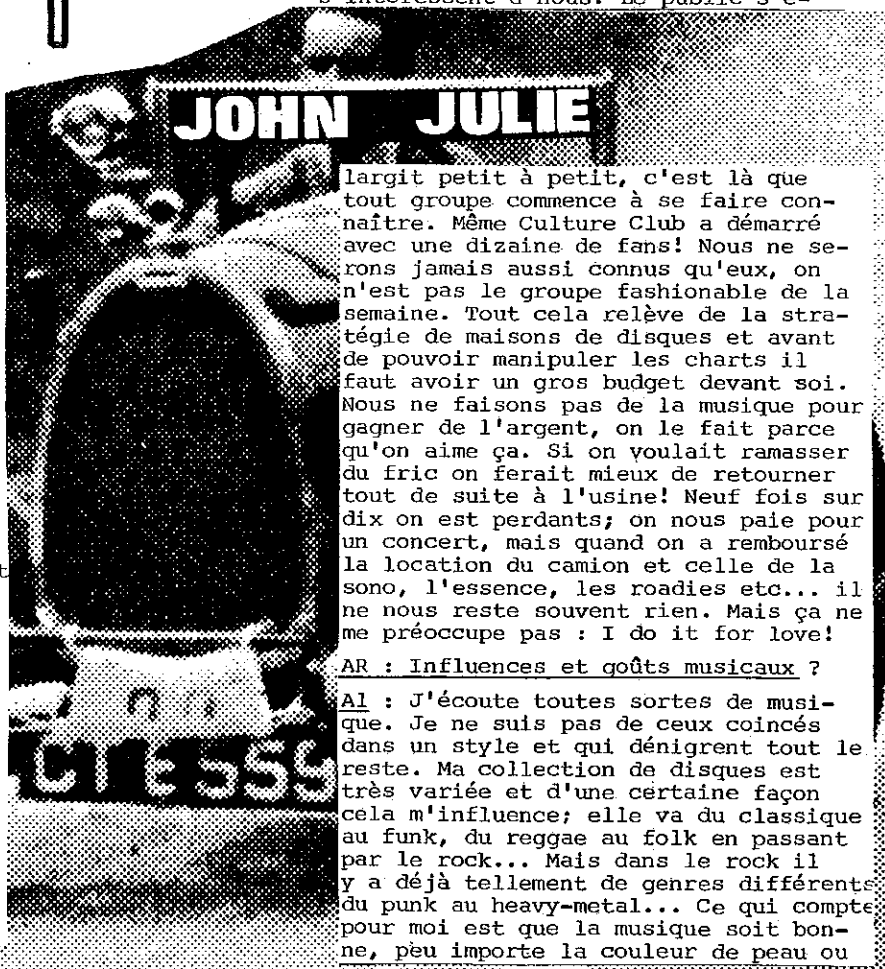 s'intéressent à nous. Le public s'é-
JOHN JULIE
largit petit à petit, c'est là que
tout groupe commence à se faire con-
naître. Même Culture Club a démarré
avec une dizaine de fans! Nous ne se-
rons jamais aussi connus qu'eux, on
n'est pas le groupe fashionable de la
semaine. Tout cela relève de la stra-
tégie de maisons de disques et avant
de pouvoir manipuler les charts il
faut avoir un gros budget devant soi.
Nous ne faisons pas de la musique pour
gagner de l'argent, on le fait parce
qu'on aime ça. Si on voulait ramasser
du fric on ferait mieux de retourner
tout de suite à l'usine! Neuf fois sur
dix on est perdants; on nous paie pour
un concert, mais quand on a remboursé
la location du camion et celle de la
sono, l'essence, les roadies etc... il
ne nous reste souvent rien. Mais ça ne
me préoccupe pas : I do it for love!
AR : Influences et goûts musicaux ?
Al : J'écoute toutes sortes de musi-
que. Je ne suis pas de ceux coincés
dans un style et qui dénigrent tout le
reste. Ma collection de disques est
très variée et d'une certaine façon
cela m'influence; elle va du classique
au funk, du reggae au folk en passant
par le rock... Mais dans le rock il
y a déjà tellement de genres différents
du punk au heavy-metal... Ce qui compte
pour moi est que la musique soit bon-
ne, peu importe la couleur de peau ou